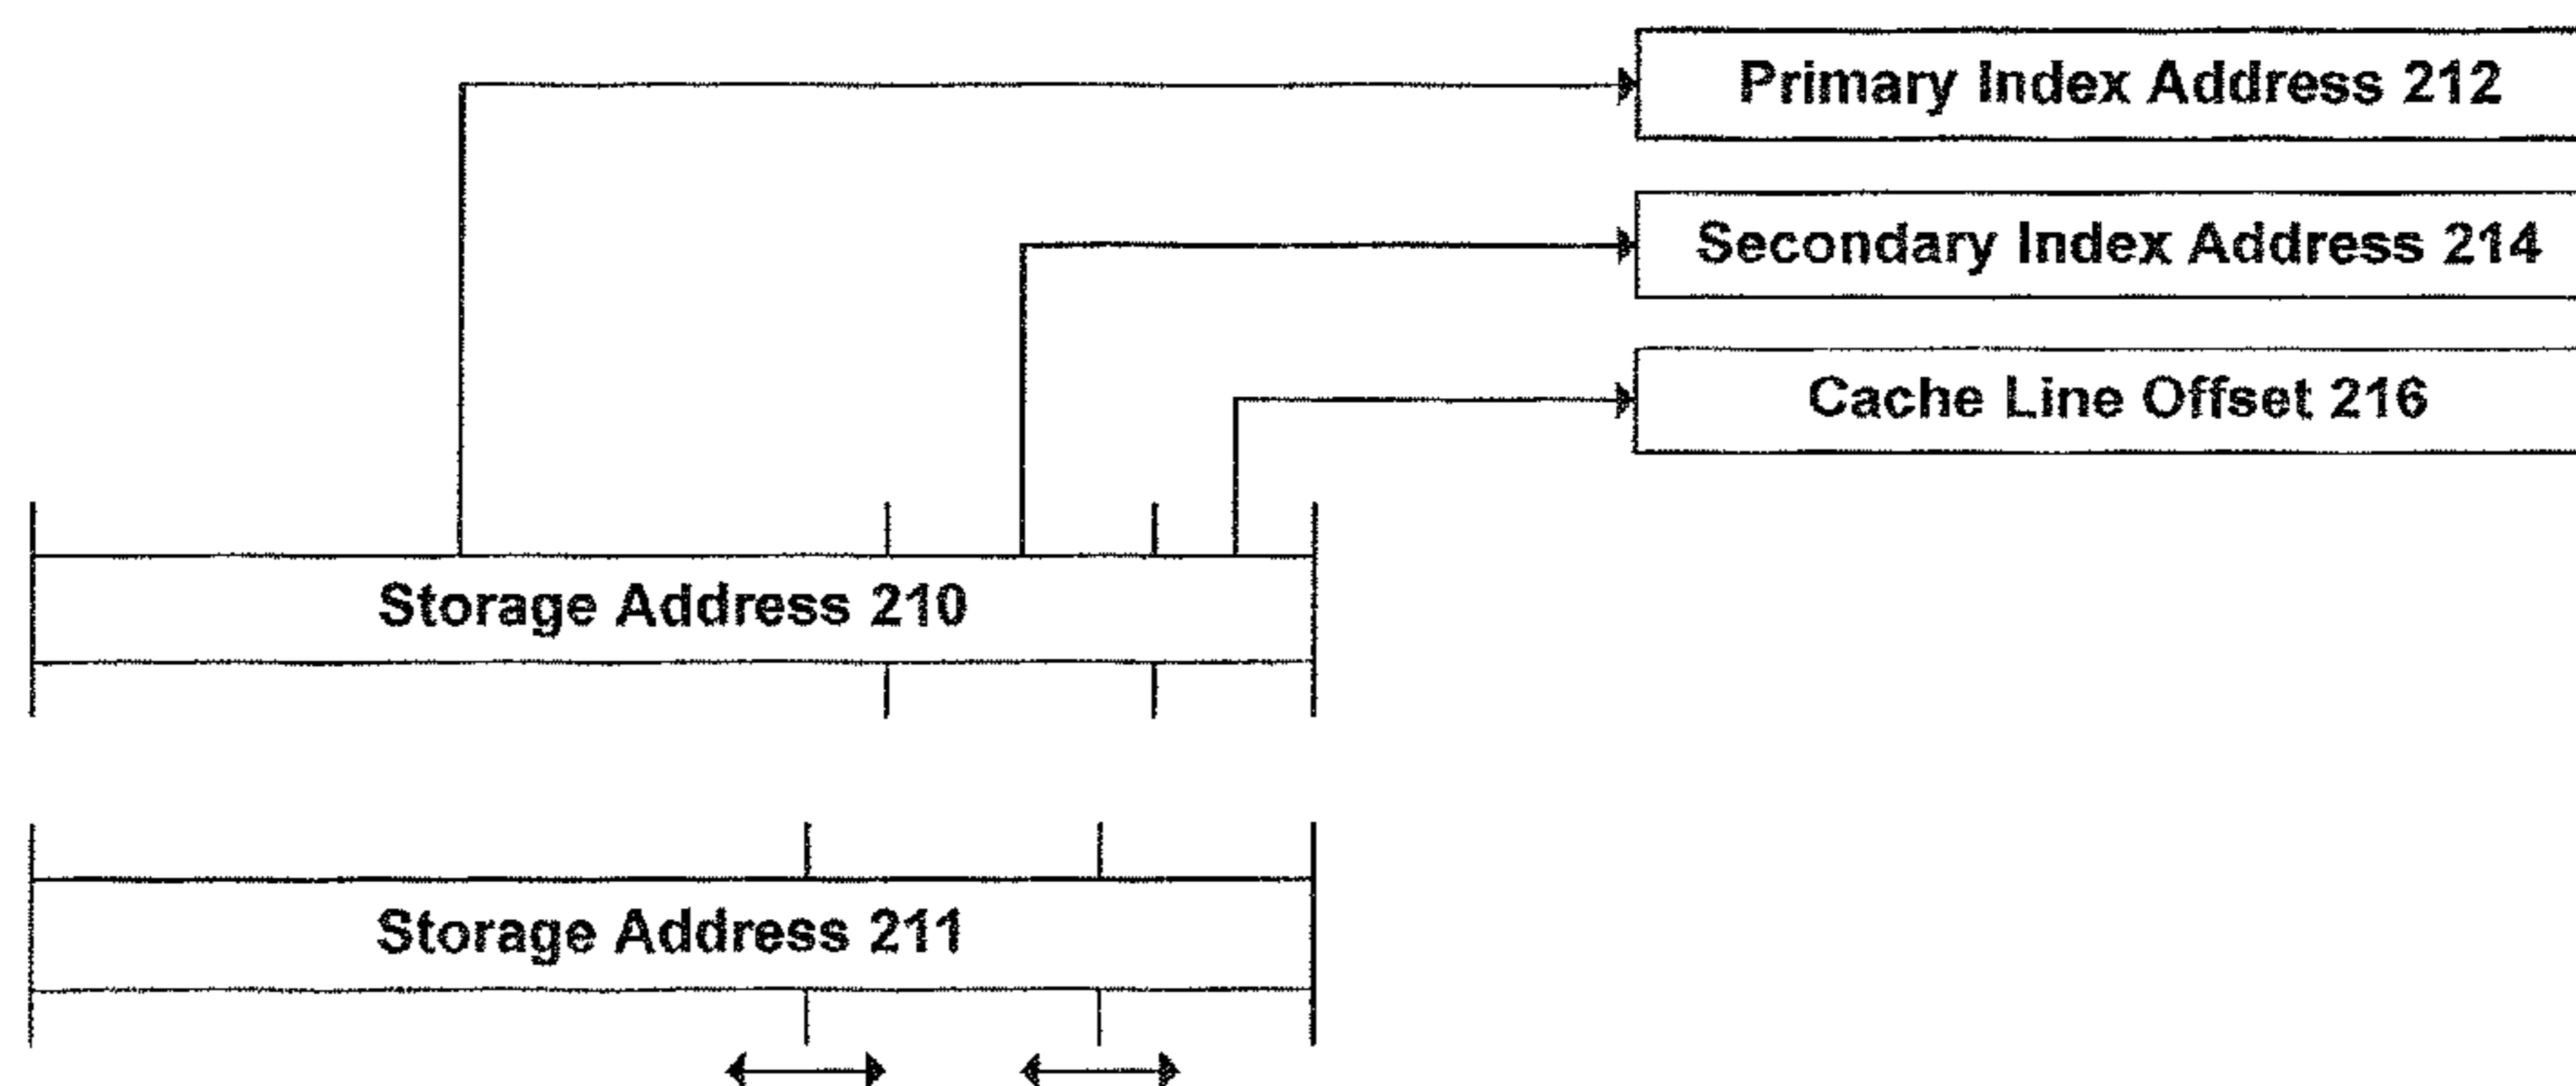 Primary Index Address 212
Secondary Index Address 214
Cache Line Offset 216
Storage Address 210
Storage Address 211